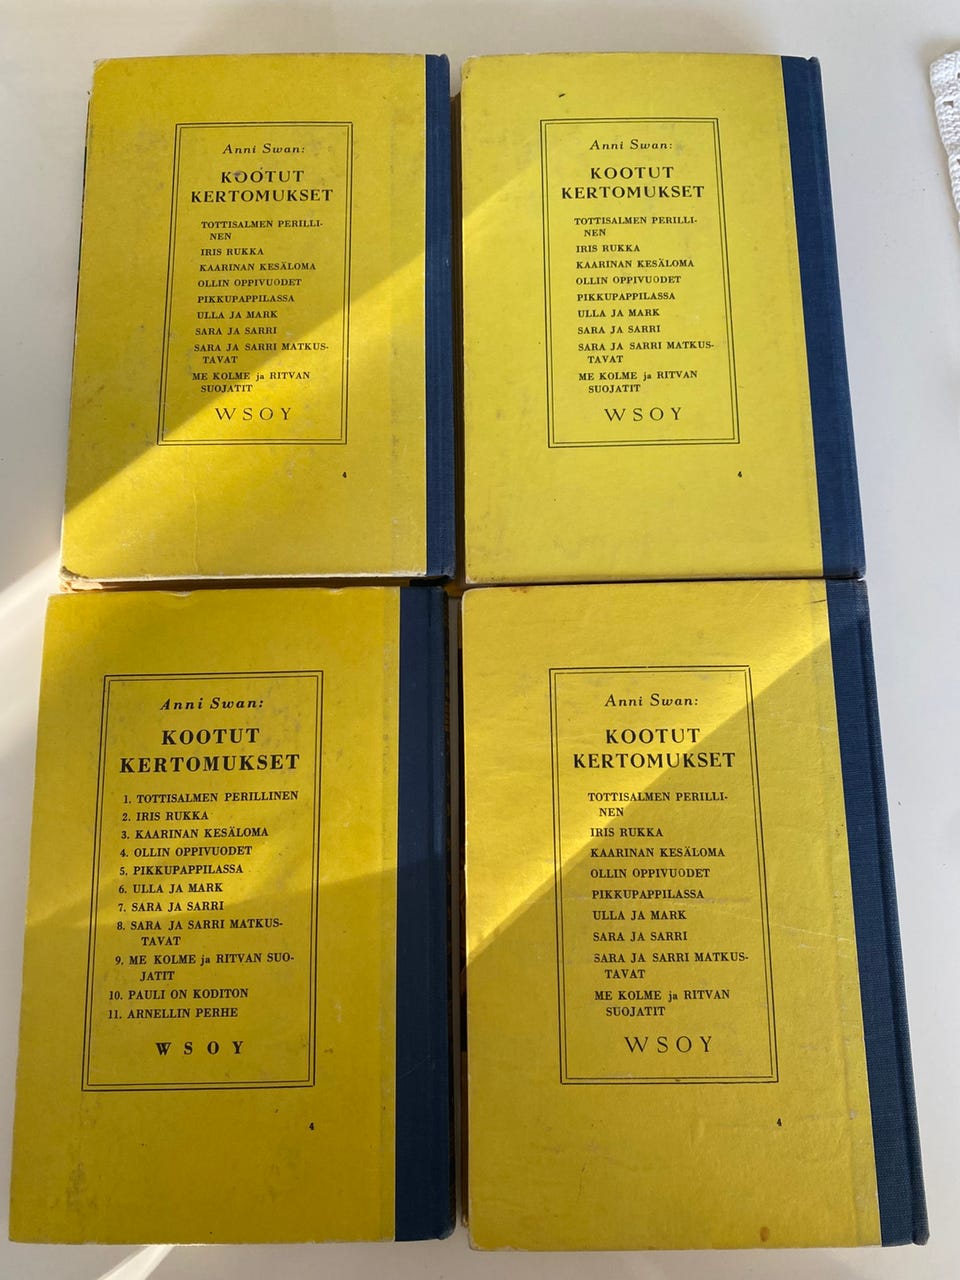 Anni Swan:
KOOTUT
KERTOMUKSET
TOTTISALMEN PERILLI-
NEN
IRIS RUKKA
KAARINAN KESÄLOMA
OLLIN OPPIVUODET
PIKKUPAPPILASSA
ULLA JA MARK
SARA JA SARRI
SARA JA SARRI MATKUS-
TAVAT
ME KOLME ja RITVAN
SUOJATIT
WSOY
4
Anni Swan:
KOOTUT
KERTOMUKSET
TOTTISALMEN PERILLI-
NEN
IRIS RUKKA
KAARINAN KESÄLOMA
OLLIN OPPIVUODET
PIKKUPAPPILASSA
ULLA JA MARK
SARA JA SARRI
SARA JA SARRI MATKUS-
TAVAT
ME KOLME ja RITVAN
SUOJATIT
WSOY
4
Anni Swan:
KOOTUT
KERTOMUKSET
1. TOTTISALMEN PERILLINEN
2. IRIS RUKKA
3. KAARINAN KESÄLOMA
4. OLLIN OPPIVUODET
5. PIKKUPAPPILASSA
6. ULLA JA MARK
7. SARA JA SARRI
8. SARA JA SARRI MATKUS-
TAVAT
9. ME KOLME ja RITVAN SUO-
JATIT
10. PAULI ON KODITON
11. ARNELLIN PERHE
W S O Y
4
Anni Swan:
KOOTUT
KERTOMUKSET
TOTTISALMEN PERILLI-
NEN
IRIS RUKKA
KAARINAN KESÄLOMA
OLLIN OPPIVUODET
PIKKUPAPPILASSA
ULLA JA MARK
SARA JA SARRI
SARA JA SARRI MATKUS-
TAVAT
ME KOLME ja RITVAN
SUOJATIT
WSOY
4